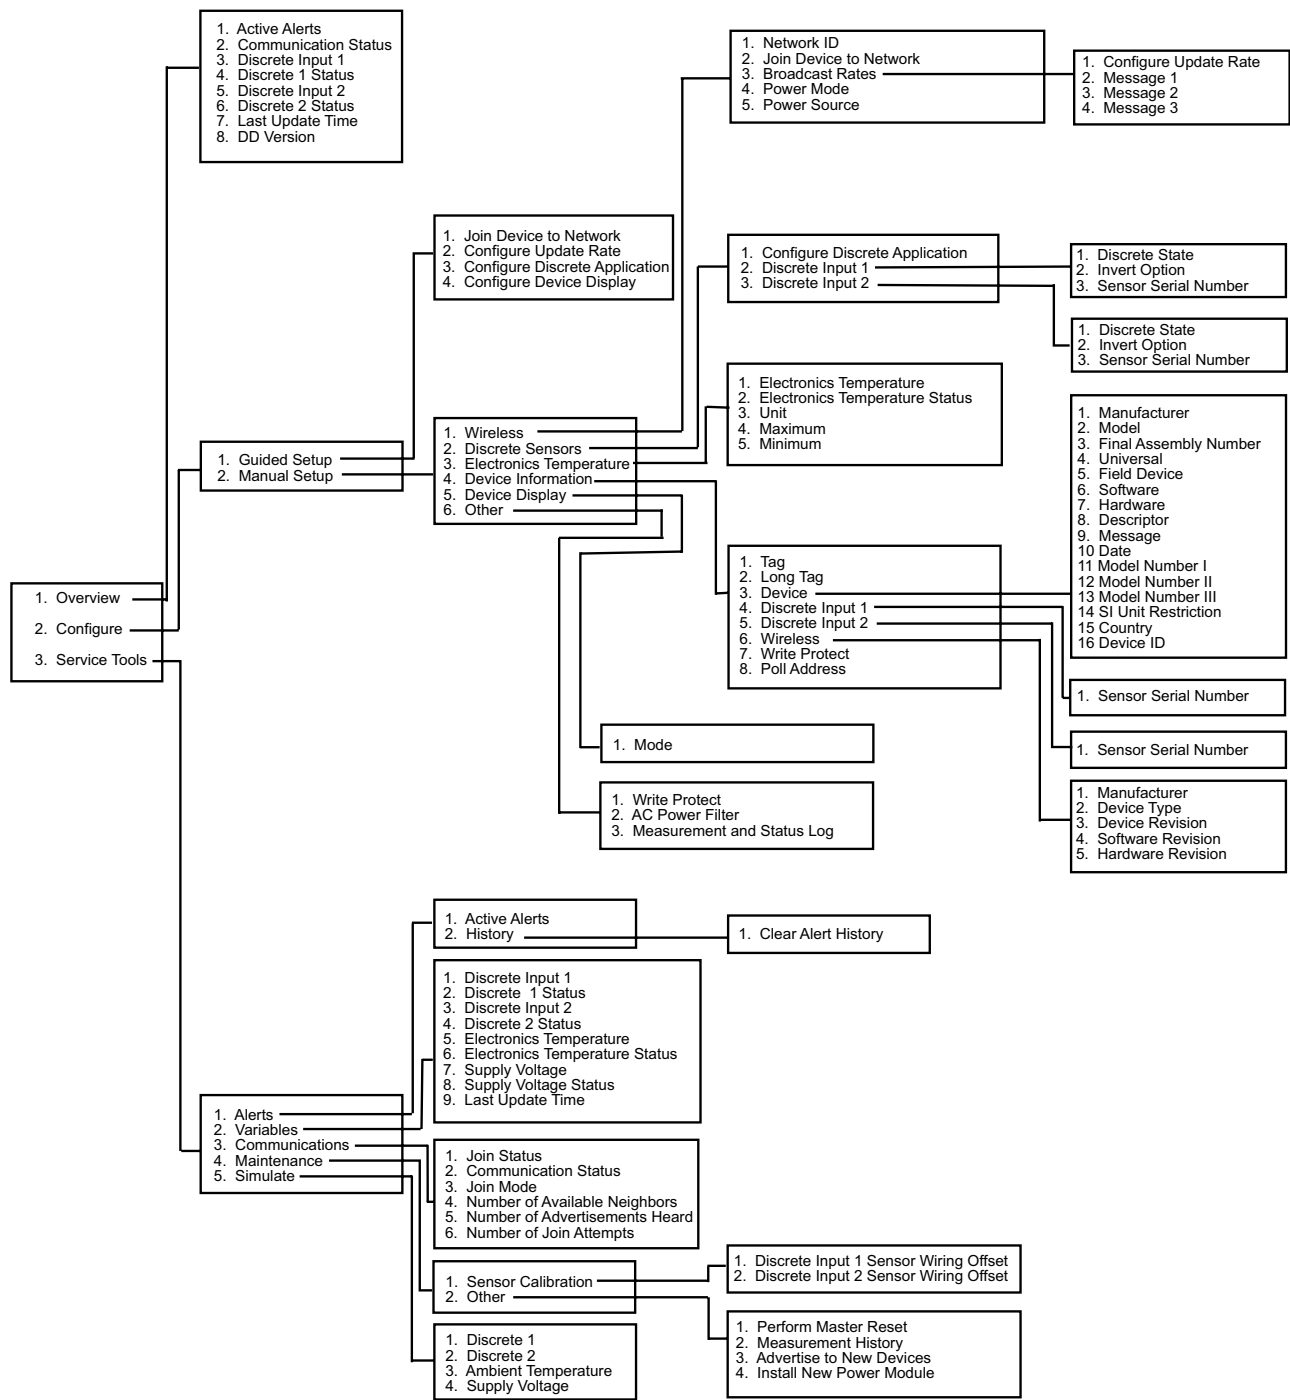 1. Active Alerts
2. Communication Status
3. Discrete Input 1
4. Discrete 1 Status
5. Discrete Input 2
6. Discrete 2 Status
7. Last Update Time
8. DD Version
1. Network ID
2. Join Device to Network
3. Broadcast Rates
4. Power Mode
5. Power Source
1. Configure Update Rate
2. Message 1
3. Message 2
4. Message 3
1. Join Device to Network
2. Configure Update Rate
3. Configure Discrete Application
4. Configure Device Display
1. Configure Discrete Application
2. Discrete Input 1
3. Discrete Input 2
1. Discrete State
2. Invert Option
3. Sensor Serial Number
1. Discrete State
2. Invert Option
3. Sensor Serial Number
1. Electronics Temperature
2. Electronics Temperature Status
3. Unit
4. Maximum
5. Minimum
1. Guided Setup
2. Manual Setup
1. Wireless
2. Discrete Sensors
3. Electronics Temperature
4. Device Information
5. Device Display
6. Other
1. Manufacturer
2. Model
3. Final Assembly Number
4. Universal
5. Field Device
6. Software
7. Hardware
8. Descriptor
9. Message
10 Date
11 Model Number I
12 Model Number II
13 Model Number III
14 SI Unit Restriction
15 Country
16 Device ID
1. Overview
2. Configure
3. Service Tools
1. Tag
2. Long Tag
3. Device
4. Discrete Input 1
5. Discrete Input 2
6. Wireless
7. Write Protect
8. Poll Address
1. Sensor Serial Number
1. Sensor Serial Number
1. Mode
1. Write Protect
2. AC Power Filter
3. Measurement and Status Log
1. Manufacturer
2. Device Type
3. Device Revision
4. Software Revision
5. Hardware Revision
1. Active Alerts
2. History
1. Clear Alert History
1. Discrete Input 1
2. Discrete 1 Status
3. Discrete Input 2
4. Discrete 2 Status
5. Electronics Temperature
6. Electronics Temperature Status
7. Supply Voltage
8. Supply Voltage Status
9. Last Update Time
1. Alerts
2. Variables
3. Communications
4. Maintenance
5. Simulate
1. Join Status
2. Communication Status
3. Join Mode
4. Number of Available Neighbors
5. Number of Advertisements Heard
6. Number of Join Attempts
1. Sensor Calibration
2. Other
1. Discrete Input 1 Sensor Wiring Offset
2. Discrete Input 2 Sensor Wiring Offset
1. Discrete 1
2. Discrete 2
3. Ambient Temperature
4. Supply Voltage
1. Perform Master Reset
2. Measurement History
3. Advertise to New Devices
4. Install New Power Module